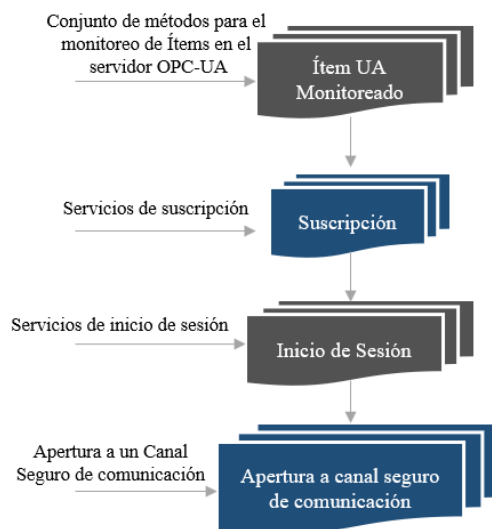 Conjunto de métodos para el
monitoreo de Ítems en el
servidor OPC-UA
Ítem UA
Monitoreado
Servicios de suscripción
Suscripción
Servicios de inicio de sesión
Inicio de Sesión
Apertura a un Canal
Seguro de comunicación
Apertura a canal seguro
de comunicación